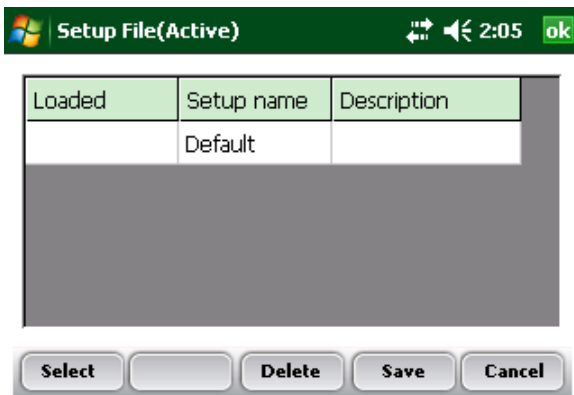 Setup File(Active) 2:05 ok
Loaded Setup name Description
Default
Select Delete Save Cancel